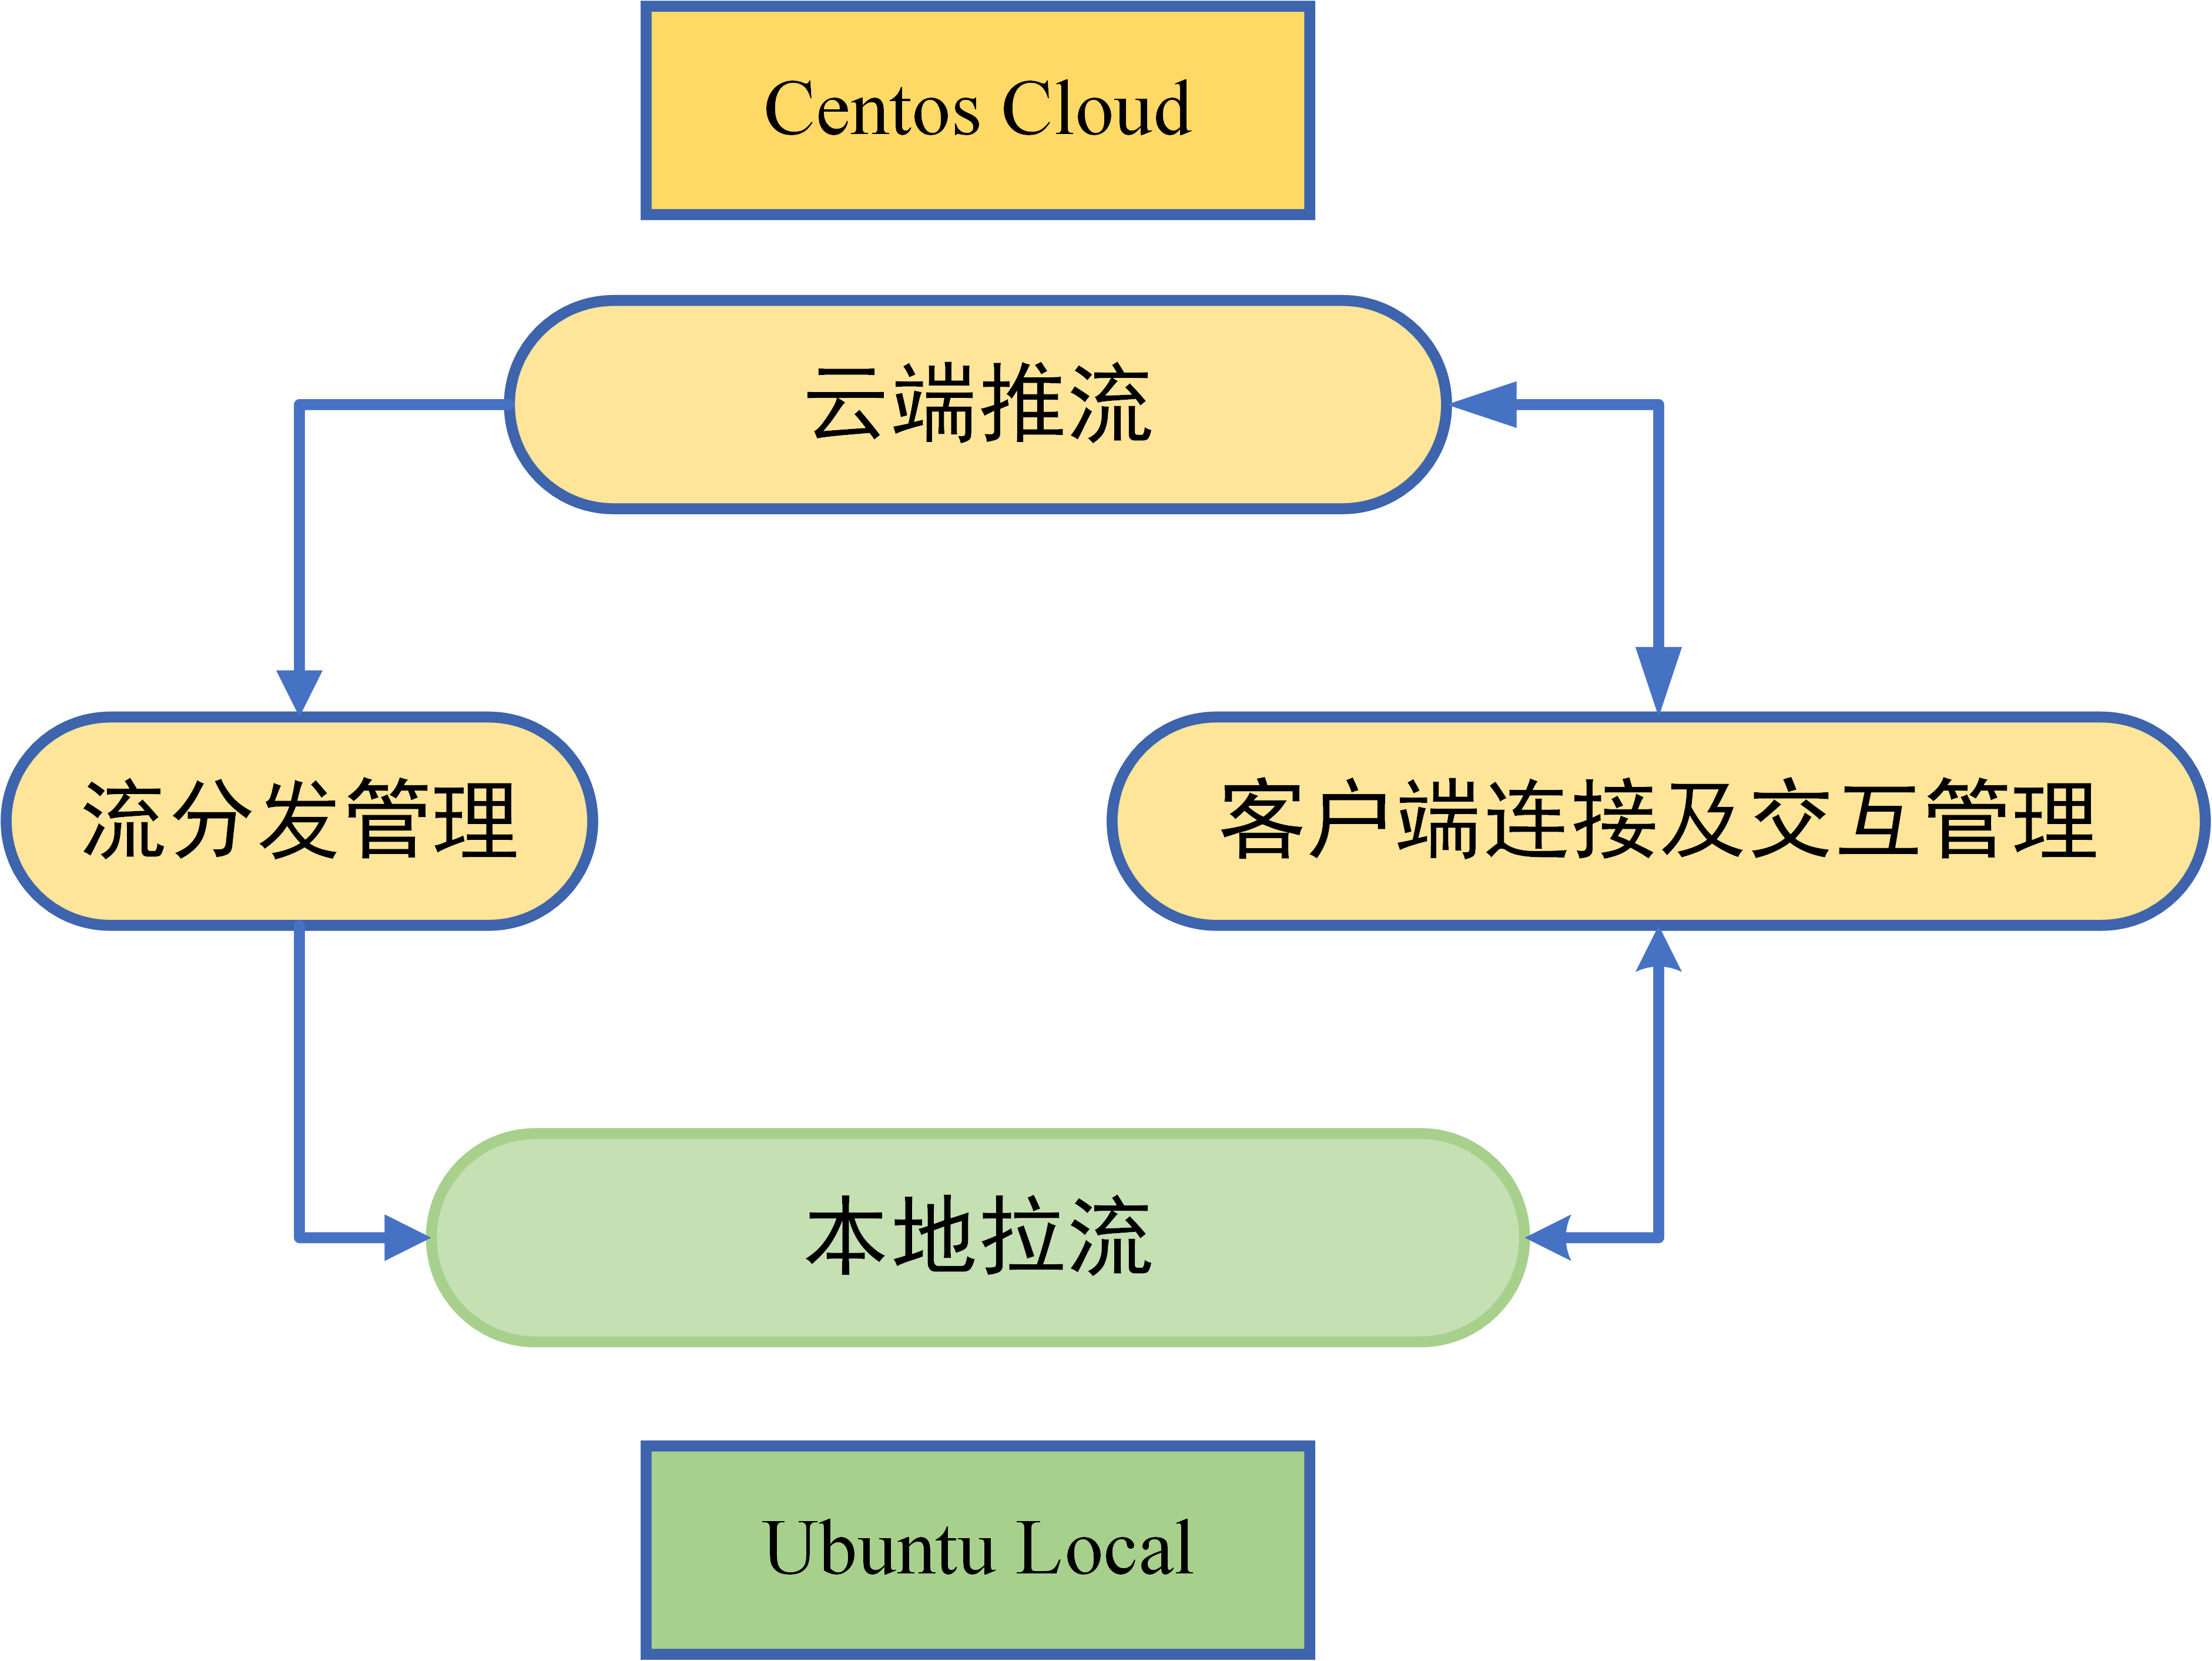 Centos Cloud
云端推流
流分发管理
客户端连接及交互管理
本地拉流
Ubuntu Local